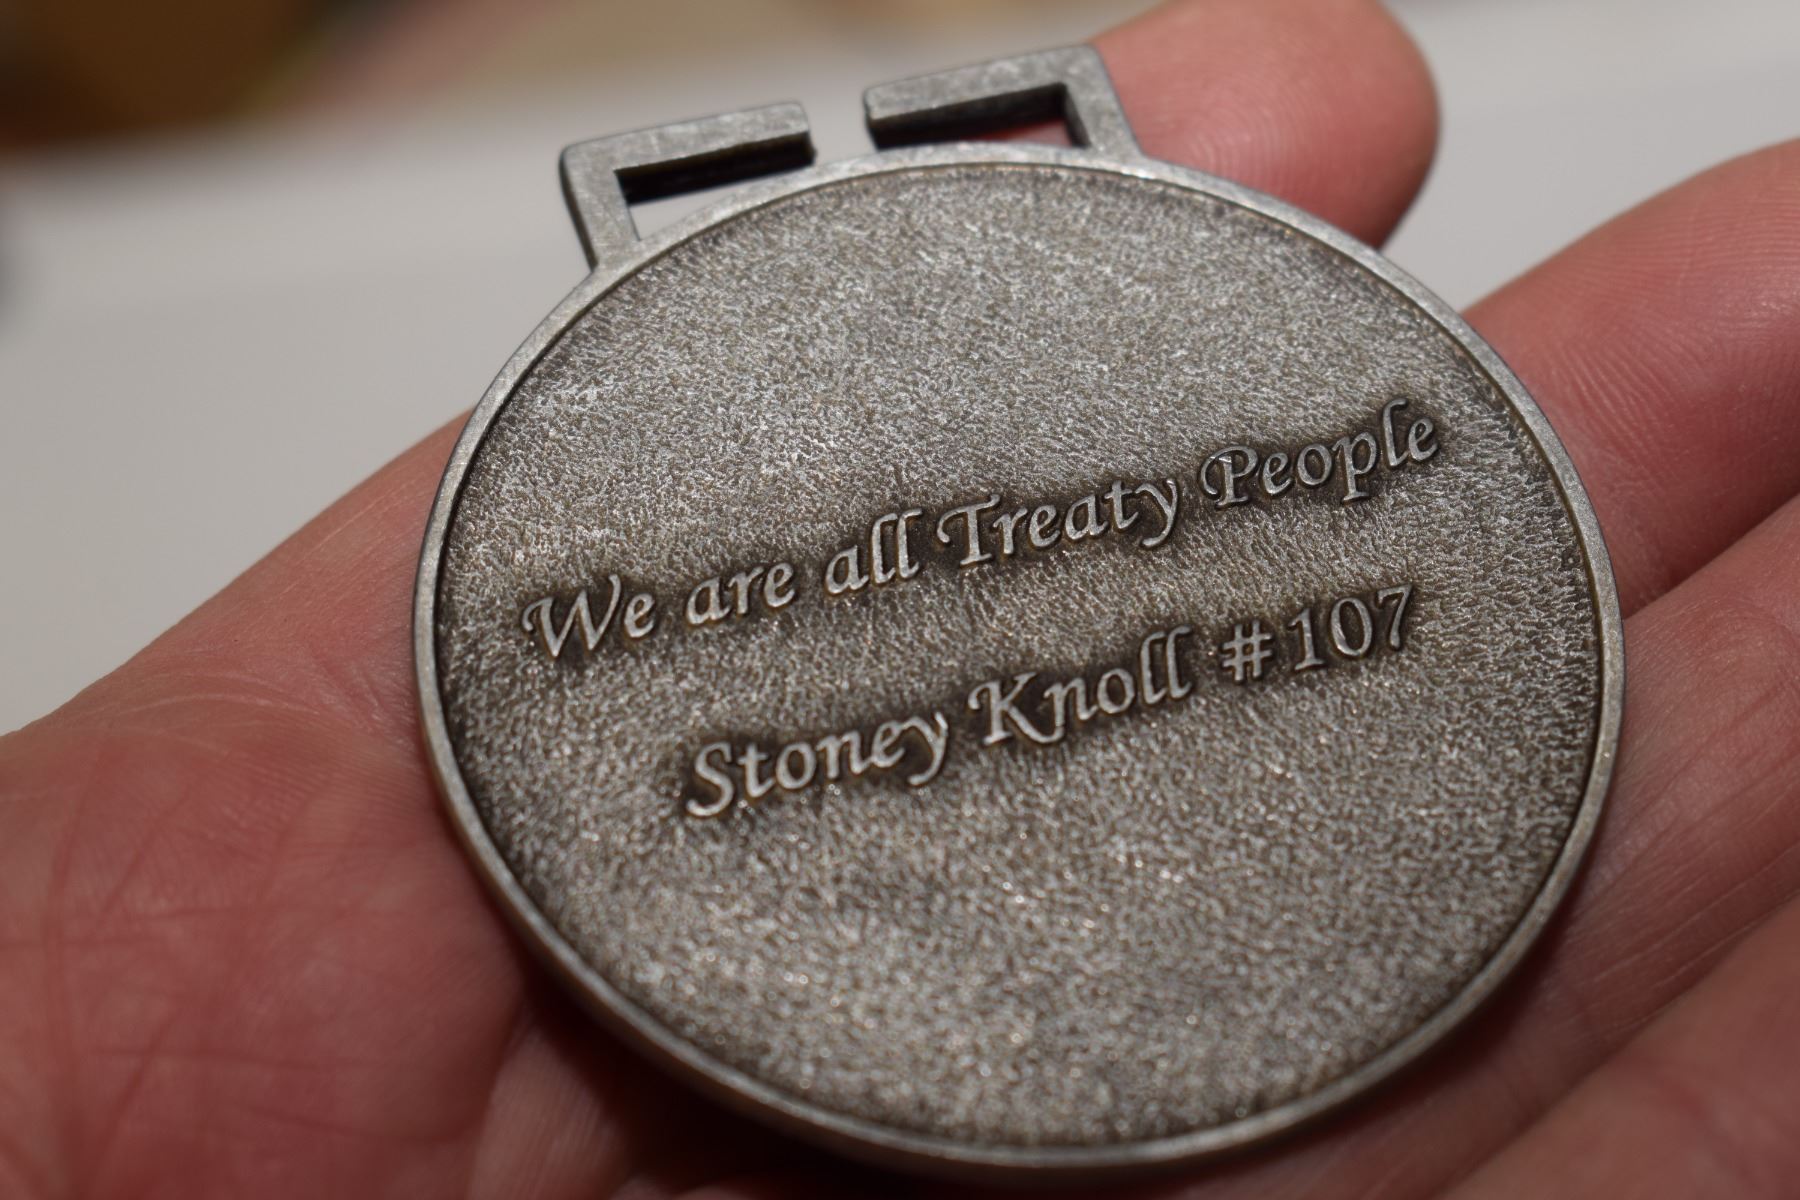 We are all Treaty People
Stoney Knoll #107